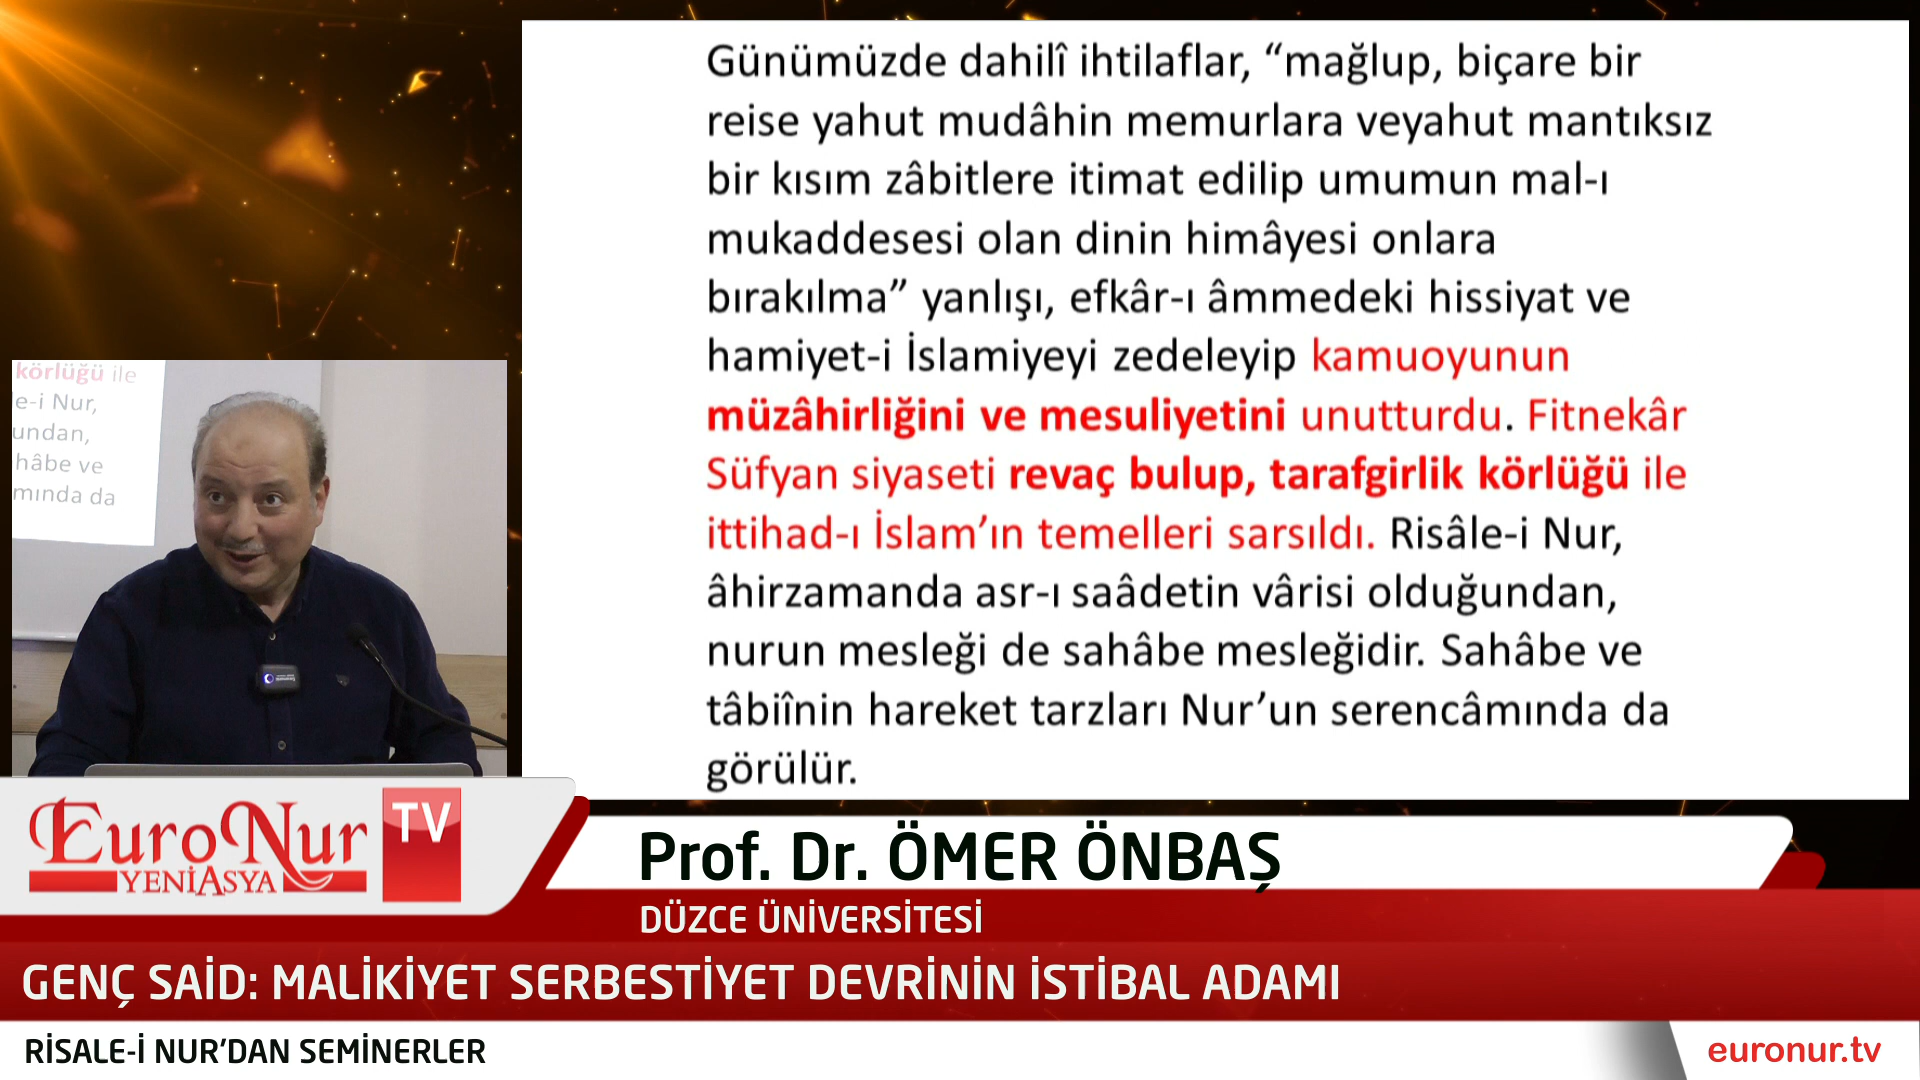 Günümüzde dahilî ihtilaflar, “mağlup, biçare bir
reise yahut mudâhin memurlara veyahut mantıksız
bir kısım zâbitlere itimat edilip umumun mal-ı
mukaddesesi olan dinin himâyesi onlara
bırakılma” yanlışı, efkâr-ı âmmedeki hissiyat ve
hamiyet-i İslamiyeyi zedeleyip kamuoyunun
müzâhirliğini ve mesuliyetini unutturdu. Fitnekâr
Süfyan siyaseti revaç bulup, tarafgirlik körlüğü ile
ittihad-ı İslam’ın temelleri sarsıldı. Risâle-i Nur,
âhirzamanda asr-ı saâdetin vârisi olduğundan,
nurun mesleği de sahâbe mesleğidir. Sahâbe ve
tâbiînin hareket tarzları Nur’un serencâmında da
görülür.
körlüğü ile
e-i Nur,
undan,
hâbe ve
mında da
EuroNur TV
YENİASYA
Prof. Dr. ÖMER ÖNBAŞ
DÜZCE ÜNİVERSİTESİ
GENÇ SAİD: MALİKİYET SERBESTİYET DEVRİNİN İSTİBAL ADAMI
RİSALE-İ NUR’DAN SEMİNERLER
euronur.tv